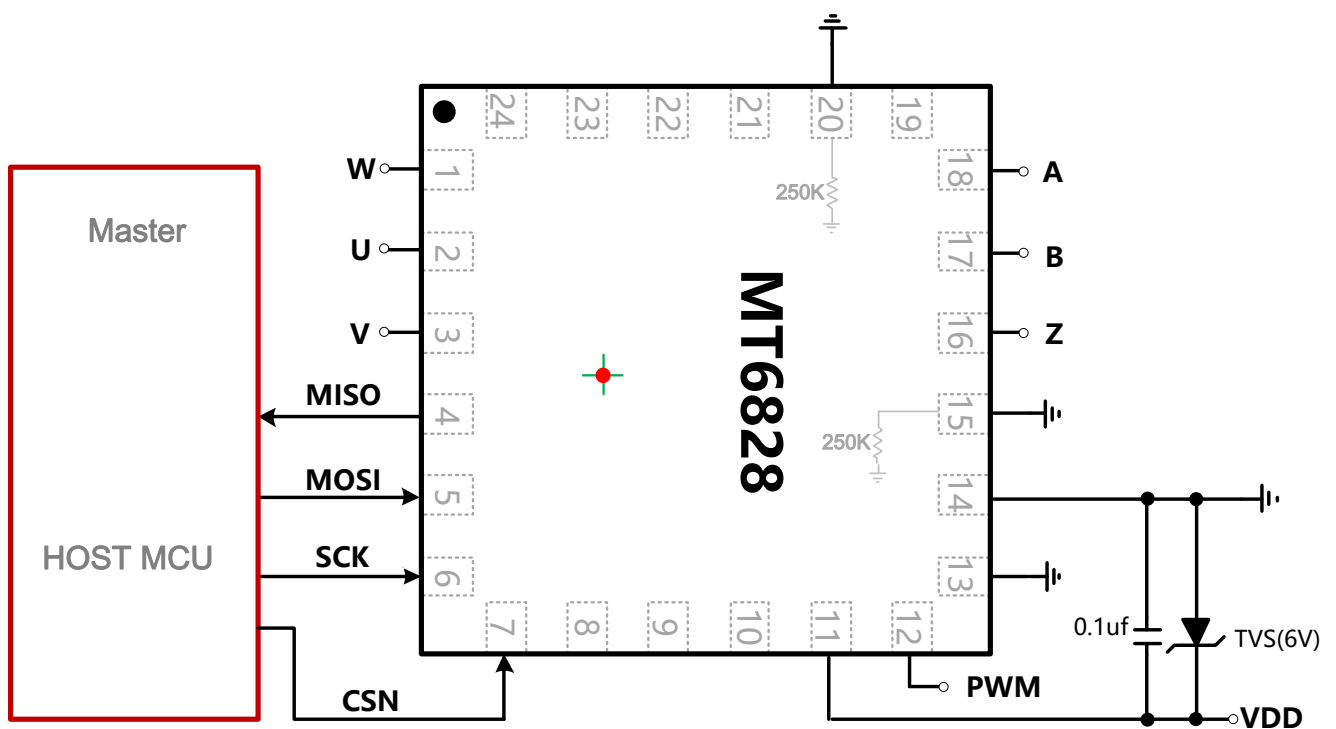 24
23
22
21
20
19
W
1
18
A
250K
Master
U
2
17
B
V
3
16
Z
MT6828
MISO
4
15
250K
MOSI
5
14
HOST MCU
SCK
6
13
7
8
9
10
11
12
0.1uf
TVS(6V)
CSN
PWM
VDD